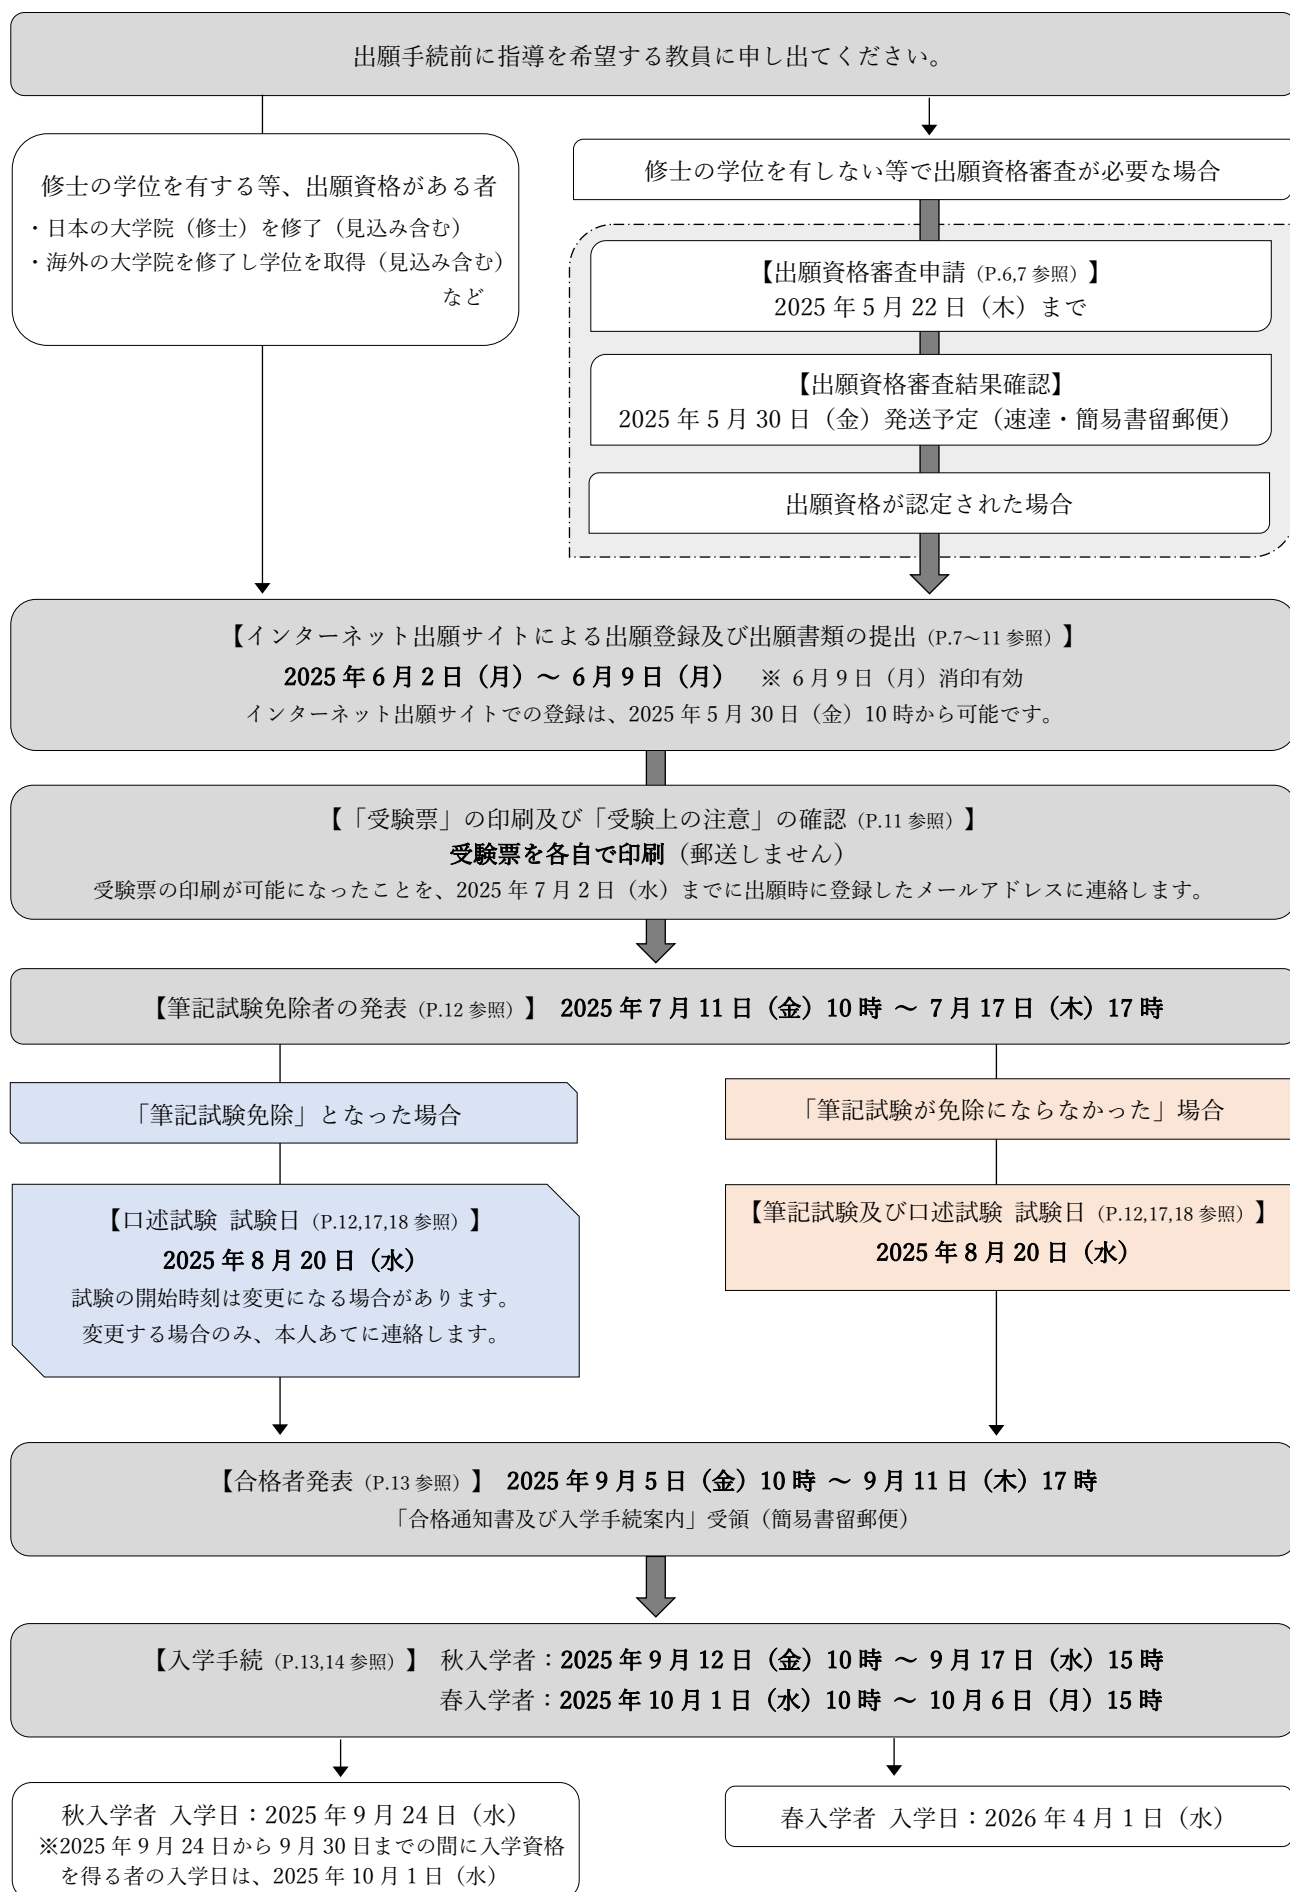 出願手続前に指導を希望する教員に申し出てください。
修士の学位を有する等、出願資格がある者
・日本の大学院（修士）を修了（見込み含む）
・海外の大学院を修了し学位を取得（見込み含む）
など
修士の学位を有しない等で出願資格審査が必要な場合
【出願資格審査申請（P.6,7 参照）】
2025 年 5 月 22 日（木）まで
【出願資格審査結果確認】
2025 年 5 月 30 日（金）発送予定（速達・簡易書留郵便）
出願資格が認定された場合
【インターネット出願サイトによる出願登録及び出願書類の提出（P.7～11 参照）】
2025 年 6 月 2 日（月）～ 6 月 9 日（月） ※ 6 月 9 日（月）消印有効
インターネット出願サイトでの登録は、2025 年 5 月 30 日（金）10 時から可能です。
【「受験票」の印刷及び「受験上の注意」の確認（P.11 参照）】
受験票を各自で印刷（郵送しません）
受験票の印刷が可能になったことを、2025 年 7 月 2 日（水）までに出願時に登録したメールアドレスに連絡します。
【筆記試験免除者の発表（P.12 参照）】 2025 年 7 月 11 日（金）10 時 ～ 7 月 17 日（木）17 時
「筆記試験免除」となった場合
【口述試験 試験日（P.12,17,18 参照）】
2025 年 8 月 20 日（水）
試験の開始時刻は変更になる場合があります。
変更する場合のみ、本人あてに連絡します。
「筆記試験が免除にならなかった」場合
【筆記試験及び口述試験 試験日（P.12,17,18 参照）】
2025 年 8 月 20 日（水）
【合格者発表（P.13 参照）】 2025 年 9 月 5 日（金）10 時 ～ 9 月 11 日（木）17 時
「合格通知書及び入学手続案内」受領（簡易書留郵便）
【入学手続（P.13,14 参照）】 秋入学者：2025 年 9 月 12 日（金）10 時 ～ 9 月 17 日（水）15 時
春入学者：2025 年 10 月 1 日（水）10 時 ～ 10 月 6 日（月）15 時
秋入学者 入学日：2025 年 9 月 24 日（水）
※2025 年 9 月 24 日から 9 月 30 日までの間に入学資格
を得る者の入学日は、2025 年 10 月 1 日（水）
春入学者 入学日：2026 年 4 月 1 日（水）